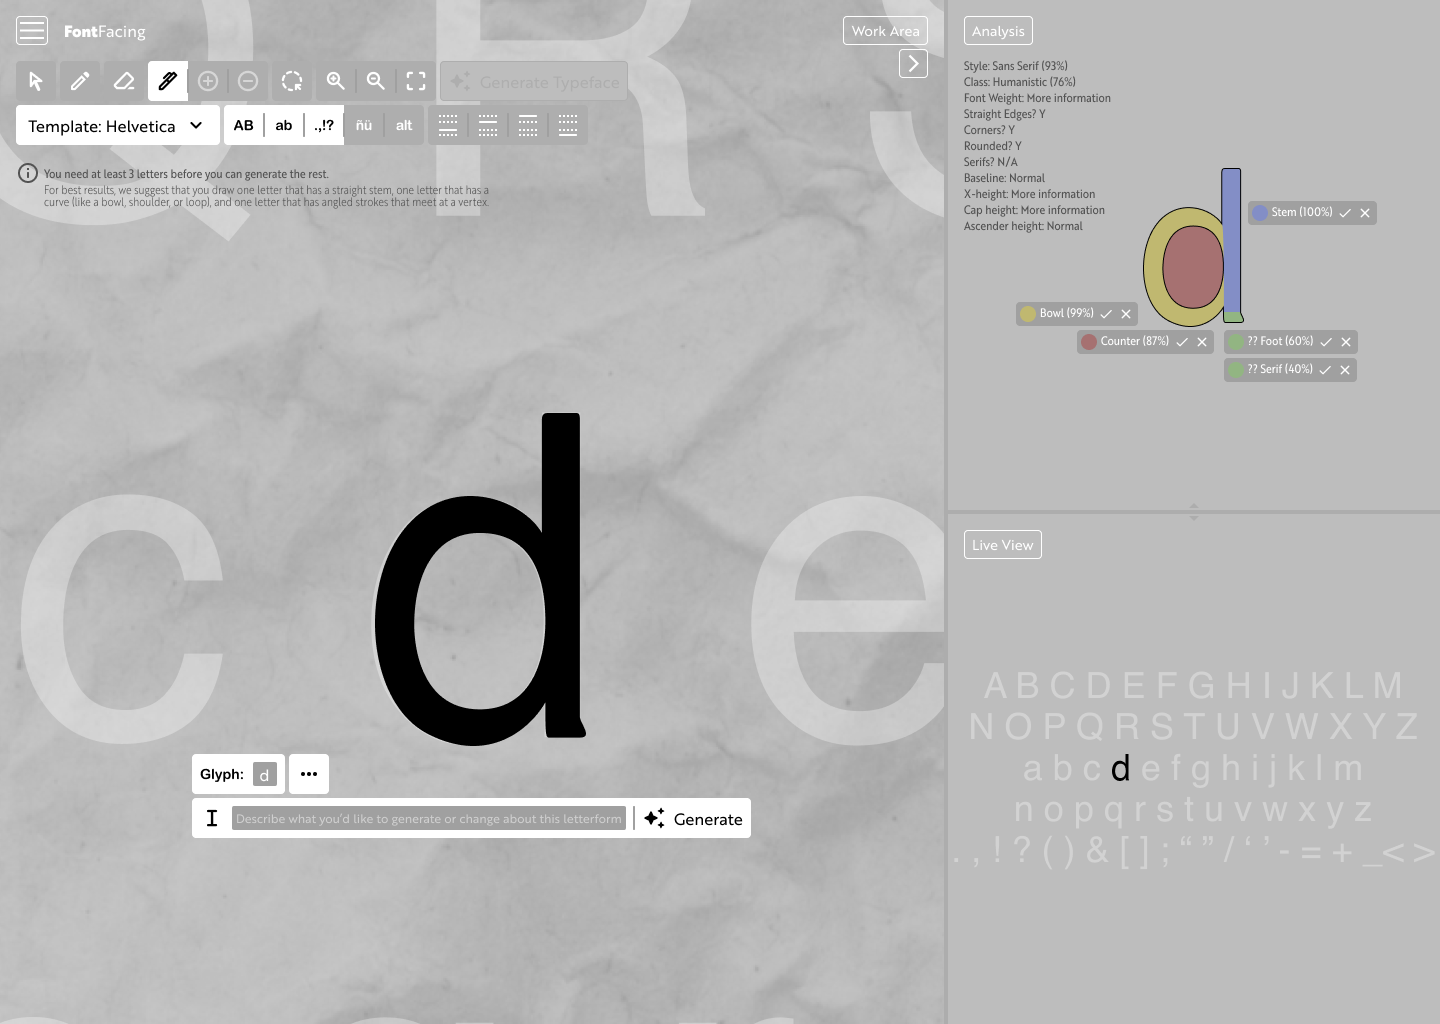 FontFacing
Work Area
Generate Typeface
Template: Helvetica
AB
ab
.,!?
ñü
alt
You need at least 3 letters before you can generate the rest.
For best results, we suggest that you draw one letter that has a straight stem, one letter that has a
curve (like a bowl, shoulder, or loop), and one letter that has angled strokes that meet at a vertex.
Q R S
c d e
Glyph: d
Describe what you'd like to generate or change about this letterform
Generate
Analysis
Style: Sans Serif (93%)
Class: Humanistic (76%)
Font Weight: More information
Straight Edges? Y
Corners? Y
Rounded? Y
Serifs? N/A
Baseline: Normal
X-height: More information
Cap height: More information
Ascender height: Normal
Stem (100%)
Bowl (99%)
Counter (87%)
?? Foot (60%)
?? Serif (40%)
d
Live View
A B C D E F G H I J K L M
N O P Q R S T U V W X Y Z
a b c d e f g h i j k l m
n o p q r s t u v w x y z
. , ! ? ( ) & [ ] ; “ ” / ‘ ’ - = + _ < >